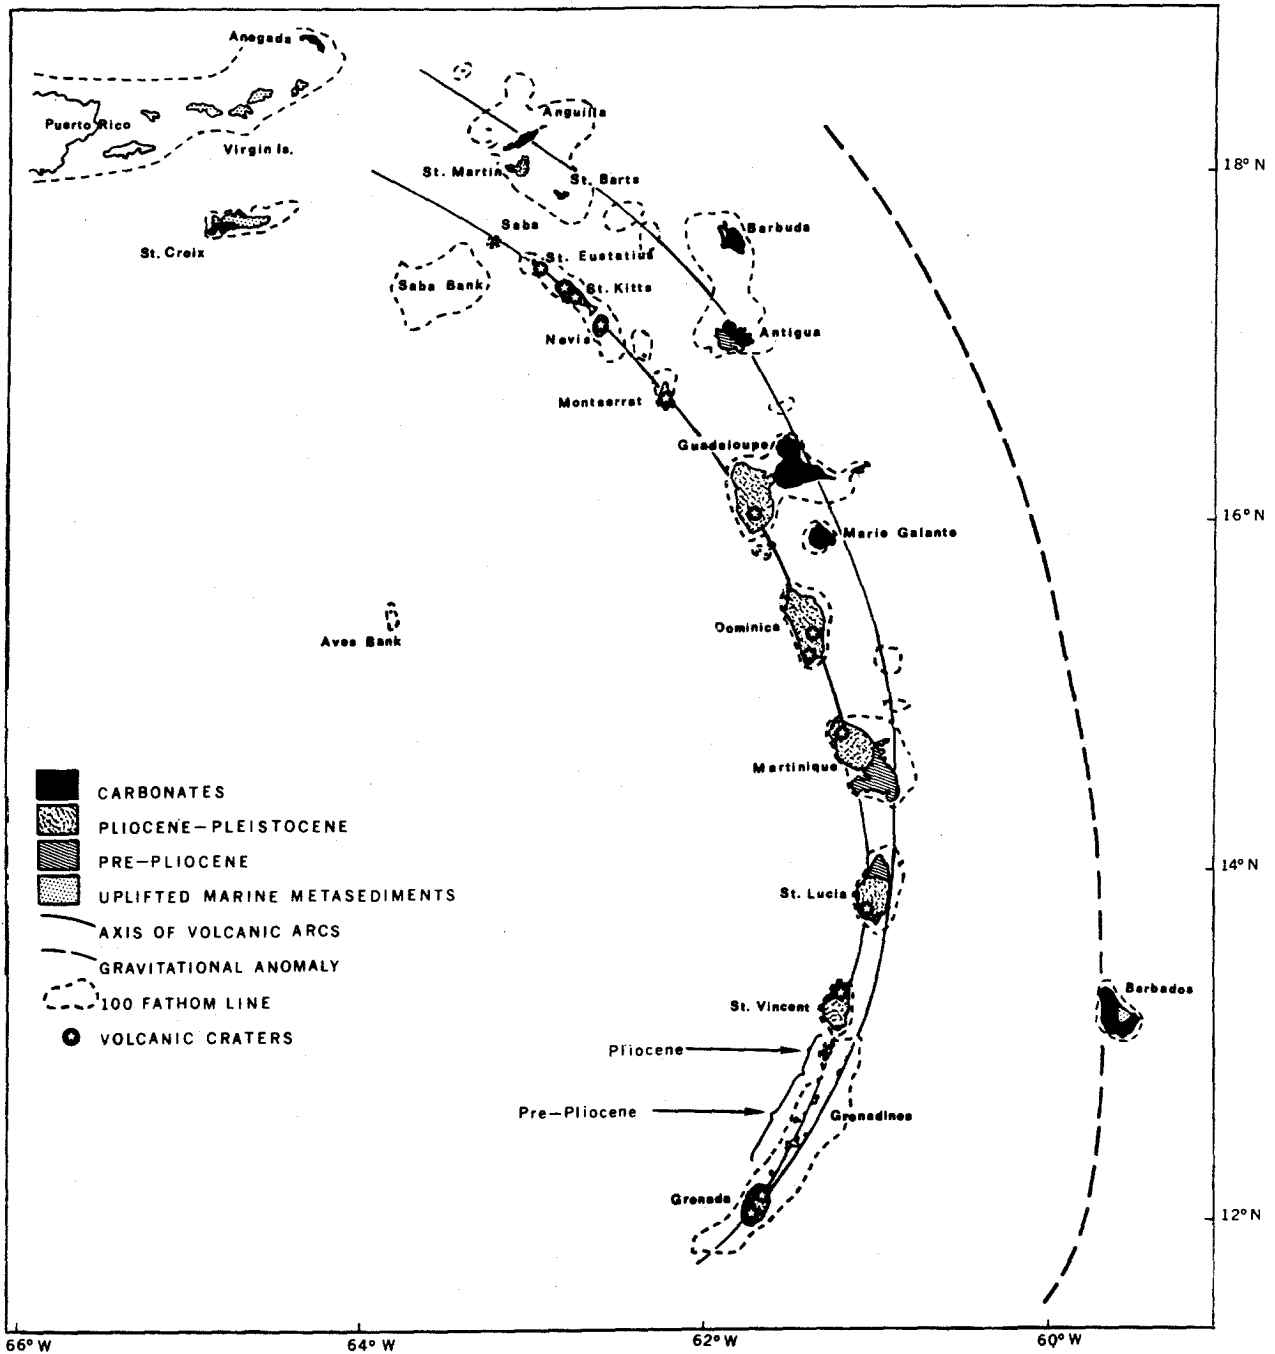 Anegada
Anguilla
Puerto Rico
Virgin Is.
St. Martin
St. Barts
18° N
St. Croix
Saba
Barbuda
St. Eustatius
Saba Bank
St. Kitts
Nevis
Antigua
Montserrat
Guadeloupe
16° N
Marie Galante
Dominica
Aves Bank
Martinique
CARBONATES
PLIOCENE-PLEISTOCENE
PRE-PLIOCENE
14° N
UPLIFTED MARINE METASEDIMENTS
St. Lucia
AXIS OF VOLCANIC ARCS
GRAVITATIONAL ANOMALY
100 FATHOM LINE
Barbados
St. Vincent
VOLCANIC CRATERS
Pliocene
Pre-Pliocene
Grenadines
Grenada
12° N
66° W
64° W
62° W
60° W